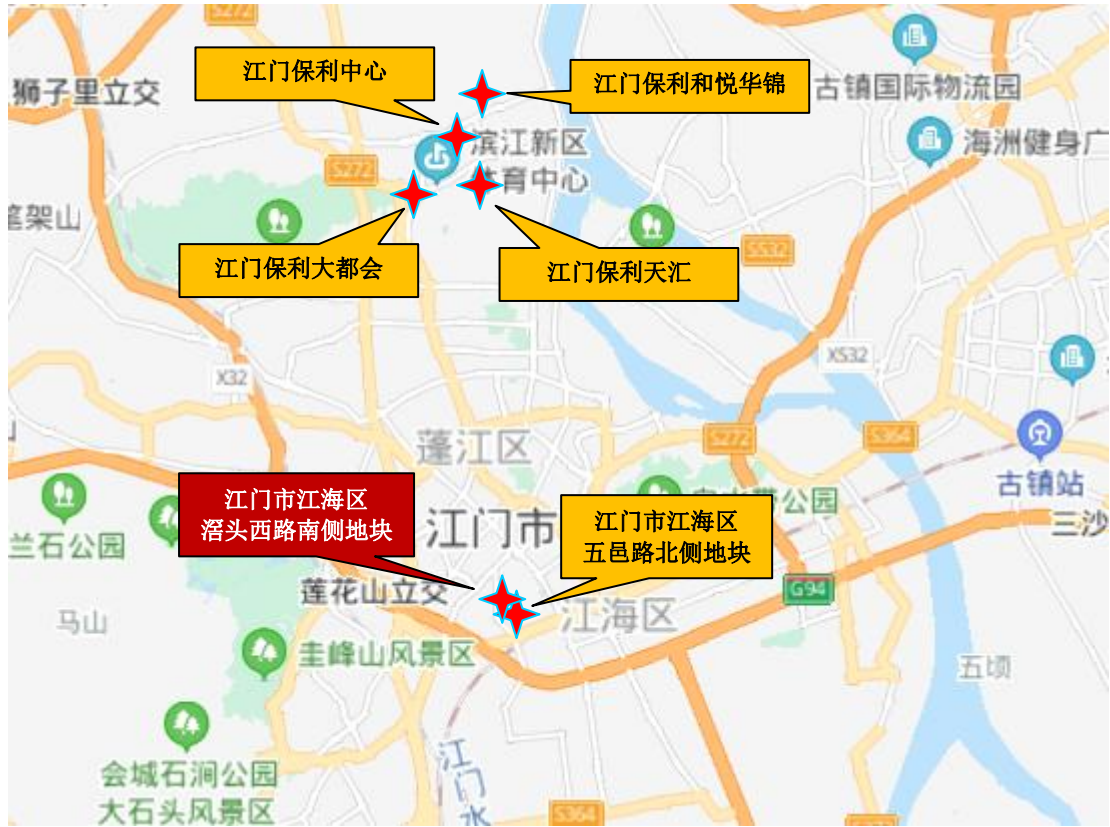 S272
江门保利中心
江门保利和悦华锦
狮子里立交
古镇国际物流园
滨江新区
体育中心
海洲健身广
S272
笔架山
江门保利大都会
江门保利天汇
S532
X532
X32
蓬江区
S272
S364
古镇站
江门市江海区
滘头西路南侧地块
江门市江海区
五邑路北侧地块
公园
三沙
兰石公园
江门市
莲花山立交
G94
江海区
马山
圭峰山风景区
五顷
会城石涧公园
大石头风景区
江门水
S364